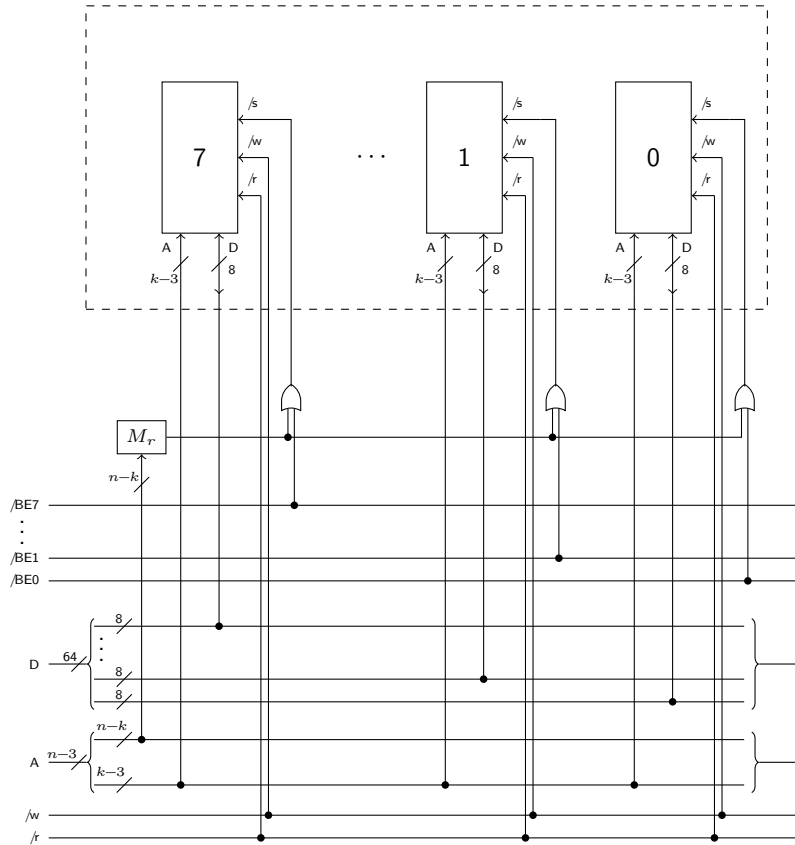 /s /s /s
/w /w /w
7 ... 1 0
/r /r /r
A D A D A D
8 8 8
k−3 k−3 k−3
M_r
n−k
/BE7
⋮
/BE1
/BE0
8
⋮
D 64
8
8
n−k
A n−3
k−3
/w
/r